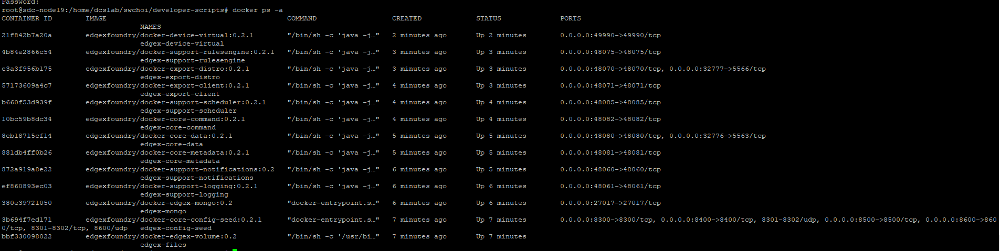 Password:
root@sdc-node19:/home/dcslab/swchoi/developer-scripts# docker ps -a
CONTAINER ID        IMAGE                                           COMMAND                  CREATED             STATUS              PORTS
                                 NAMES
21f842b7a20a        edgexfoundry/docker-device-virtual:0.2.1        "/bin/sh -c 'java -j…"   2 minutes ago       Up 2 minutes        0.0.0.0:49990->49990/tcp
                                 edgex-device-virtual
4b84e2866c54        edgexfoundry/docker-support-rulesengine:0.2.1   "/bin/sh -c 'java -j…"   3 minutes ago       Up 3 minutes        0.0.0.0:48075->48075/tcp
                                 edgex-support-rulesengine
e3a3f956b175        edgexfoundry/docker-export-distro:0.2.1         "/bin/sh -c 'java -j…"   3 minutes ago       Up 3 minutes        0.0.0.0:48070->48070/tcp, 0.0.0.0:32777->5566/tcp
                                 edgex-export-distro
57173609a4c7        edgexfoundry/docker-export-client:0.2.1         "/bin/sh -c 'java -j…"   4 minutes ago       Up 3 minutes        0.0.0.0:48071->48071/tcp
                                 edgex-export-client
b660f53d939f        edgexfoundry/docker-support-scheduler:0.2.1     "/bin/sh -c 'java -j…"   4 minutes ago       Up 4 minutes        0.0.0.0:48085->48085/tcp
                                 edgex-support-scheduler
10bc59b8dc34        edgexfoundry/docker-core-command:0.2.1          "/bin/sh -c 'java -j…"   4 minutes ago       Up 4 minutes        0.0.0.0:48082->48082/tcp
                                 edgex-core-command
8eb18715cf14        edgexfoundry/docker-core-data:0.2.1             "/bin/sh -c 'java -j…"   5 minutes ago       Up 5 minutes        0.0.0.0:48080->48080/tcp, 0.0.0.0:32776->5563/tcp
                                 edgex-core-data
881db4ff0b26        edgexfoundry/docker-core-metadata:0.2.1         "/bin/sh -c 'java -j…"   5 minutes ago       Up 5 minutes        0.0.0.0:48081->48081/tcp
                                 edgex-core-metadata
872a919a8e22        edgexfoundry/docker-support-notifications:0.2   "/bin/sh -c 'java -j…"   6 minutes ago       Up 5 minutes        0.0.0.0:48060->48060/tcp
                                 edgex-support-notifications
ef860893ec03        edgexfoundry/docker-support-logging:0.2.1       "/bin/sh -c 'java -j…"   6 minutes ago       Up 6 minutes        0.0.0.0:48061->48061/tcp
                                 edgex-support-logging
380e39721050        edgexfoundry/docker-edgex-mongo:0.2             "docker-entrypoint.s…"   6 minutes ago       Up 6 minutes        0.0.0.0:27017->27017/tcp
                                 edgex-mongo
3b694f7ed171        edgexfoundry/docker-core-config-seed:0.2.1      "docker-entrypoint.s…"   7 minutes ago       Up 7 minutes        0.0.0.0:8300->8300/tcp, 0.0.0.0:8400->8400/tcp, 8301-8302/udp, 0.0.0.0:8500->8500/tcp, 0.0.0.0:8600->860
0/tcp, 8301-8302/tcp, 8600/udp   edgex-config-seed
bbf330098022        edgexfoundry/docker-edgex-volume:0.2            "/bin/sh -c '/usr/bi…"   7 minutes ago       Up 7 minutes
                                 edgex-files